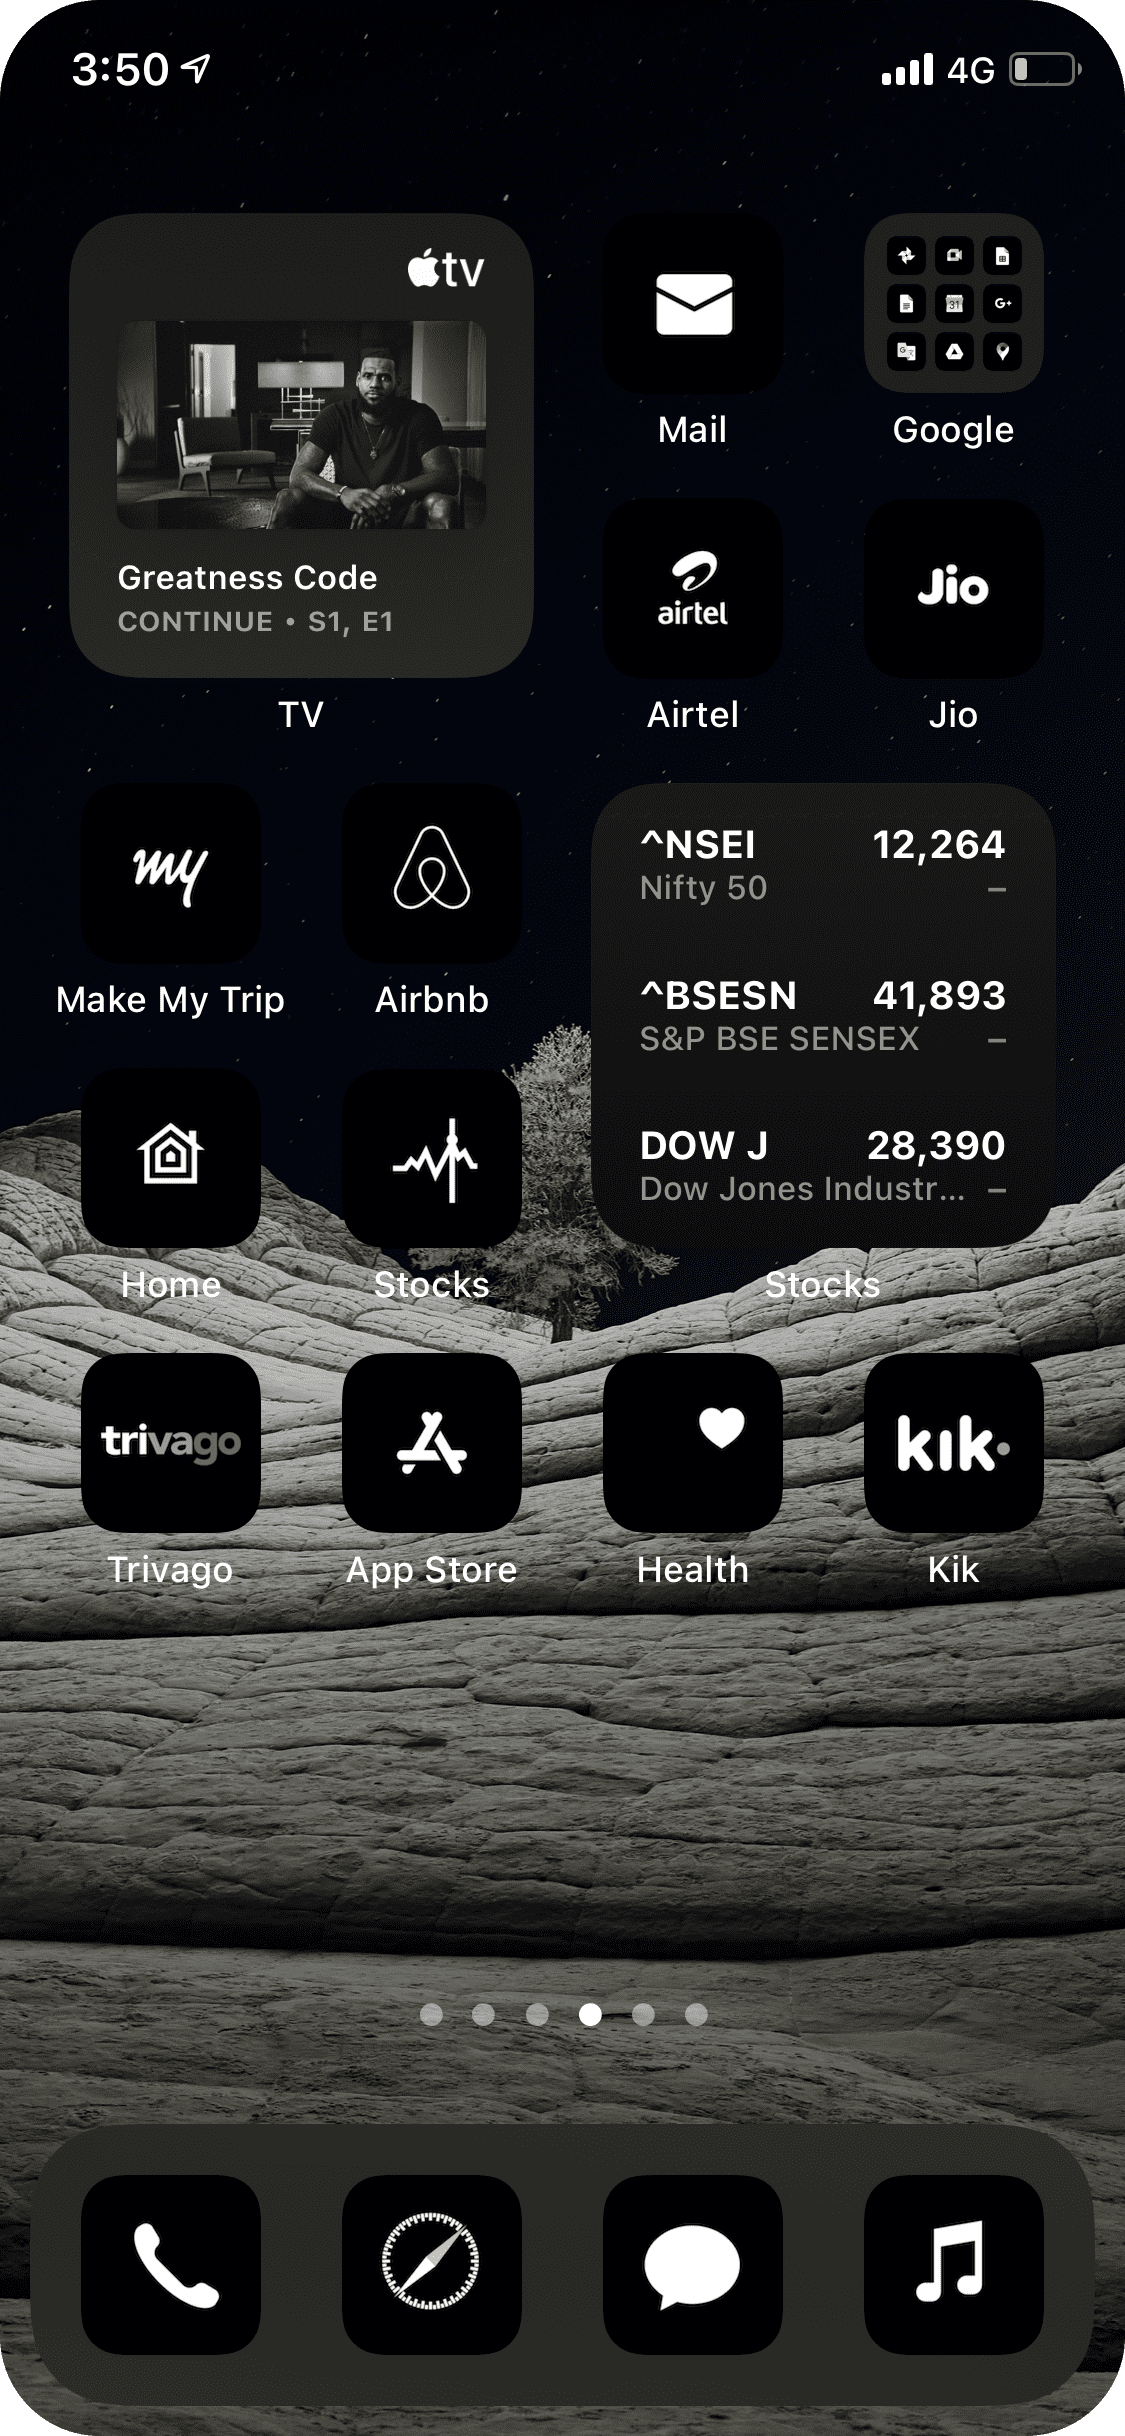 3:50
4G
tv
Greatness Code
CONTINUE • S1, E1
TV
Mail
31
G+
Google
airtel
Airtel
Jio
Jio
my
Make My Trip
Airbnb
^NSEI 12,264
Nifty 50 –
^BSESN 41,893
S&P BSE SENSEX –
DOW J 28,390
Dow Jones Industr... –
Home
Stocks
Stocks
trivago
Trivago
App Store
Health
kik
Kik